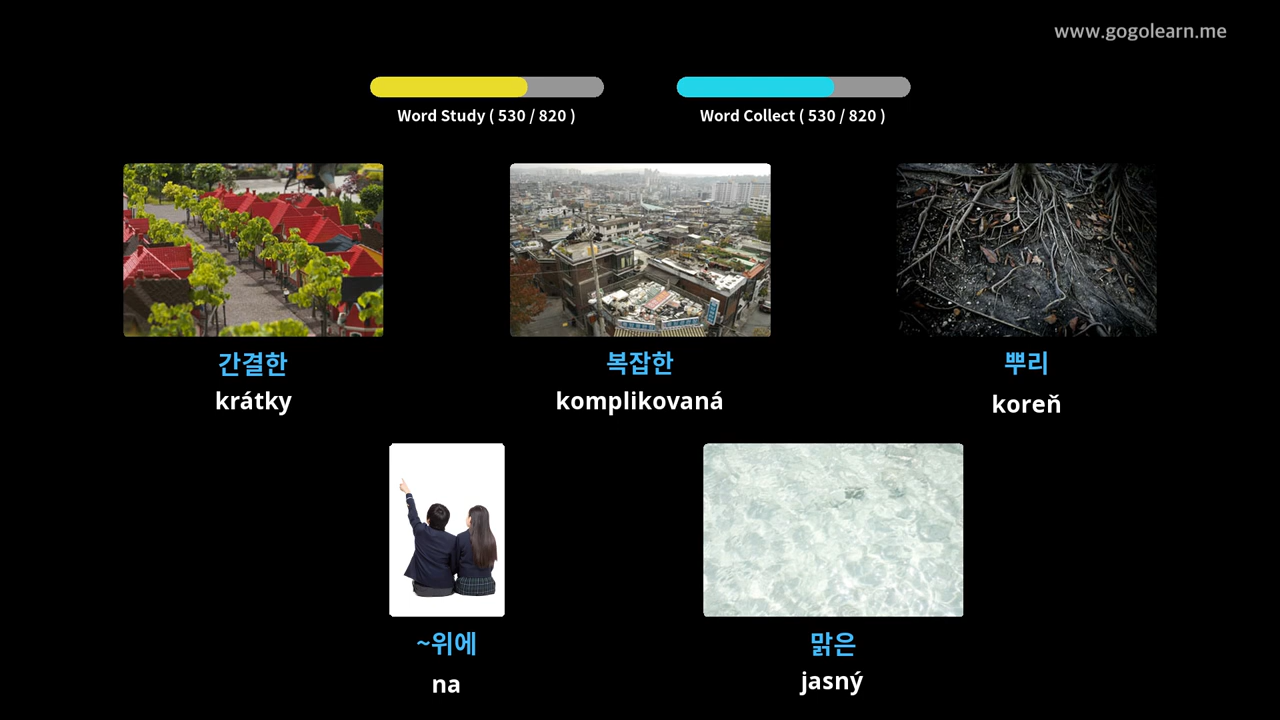 www.gogolearn.me
Word Study ( 530 / 820 )
Word Collect ( 530 / 820 )
간결한
krátky
복잡한
komplikovaná
뿌리
koreň
~위에
na
맑은
jasný